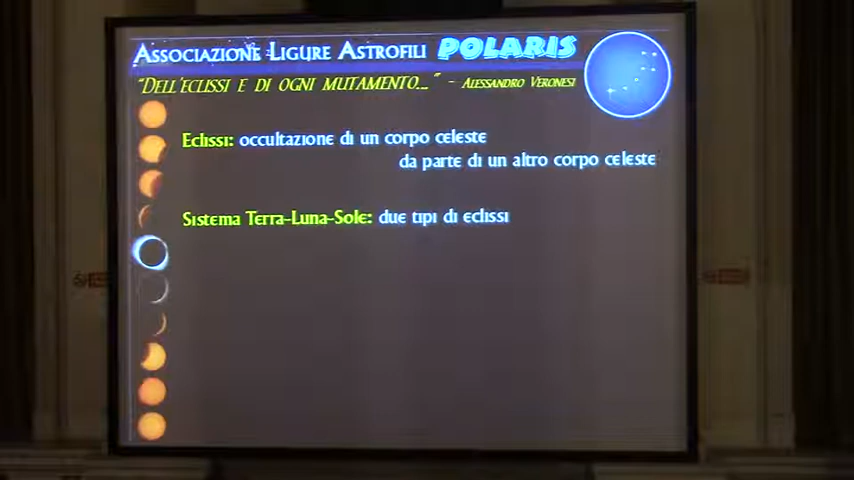 Associazione Ligure Astrofili POLARIS
"Dell'eclissi e di ogni mutamento..." - Alessandro Veronesi
Eclissi: occultazione di un corpo celeste
da parte di un altro corpo celeste
Sistema Terra-Luna-Sole: due tipi di eclissi